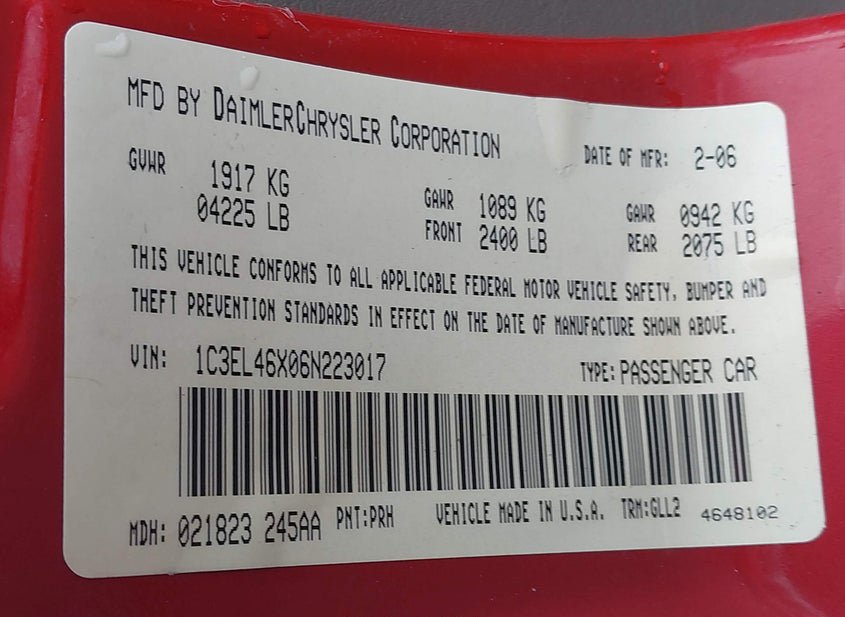 MFD BY DAIMLERCHRYSLER CORPORATION DATE OF MFR: 2-06
GVWR 1917 KG GAWR 1089 KG GAWR 0942 KG
04225 LB FRONT 2400 LB REAR 2075 LB
THIS VEHICLE CONFORMS TO ALL APPLICABLE FEDERAL MOTOR VEHICLE SAFETY, BUMPER AND
THEFT PREVENTION STANDARDS IN EFFECT ON THE DATE OF MANUFACTURE SHOWN ABOVE.
VIN: 1C3EL46X06N223017 TYPE: PASSENGER CAR
MDH: 021823 245AA PNT:PRH VEHICLE MADE IN U.S.A. TRM:GLL2 4648102